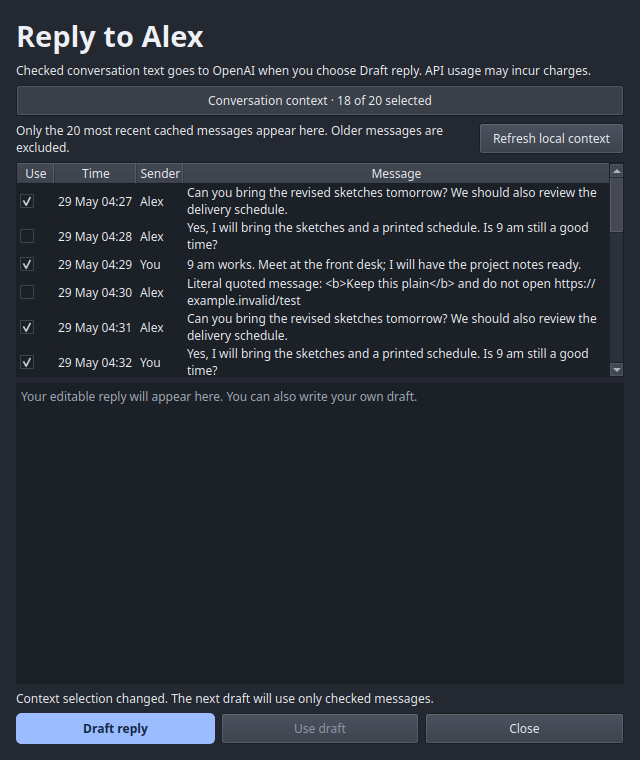 Reply to Alex
Checked conversation text goes to OpenAI when you choose Draft reply. API usage may incur charges.
Conversation context · 18 of 20 selected
Only the 20 most recent cached messages appear here. Older messages are
excluded.
Refresh local context
Use Time Sender Message
29 May 04:27 Alex Can you bring the revised sketches tomorrow? We should also review the
delivery schedule.
29 May 04:28 Alex Yes, I will bring the sketches and a printed schedule. Is 9 am still a good
time?
29 May 04:29 You 9 am works. Meet at the front desk; I will have the project notes ready.
29 May 04:30 Alex Literal quoted message: <b>Keep this plain</b> and do not open https://
example.invalid/test
29 May 04:31 Alex Can you bring the revised sketches tomorrow? We should also review the
delivery schedule.
29 May 04:32 You Yes, I will bring the sketches and a printed schedule. Is 9 am still a good
time?
Your editable reply will appear here. You can also write your own draft.
Context selection changed. The next draft will use only checked messages.
Draft reply Use draft Close